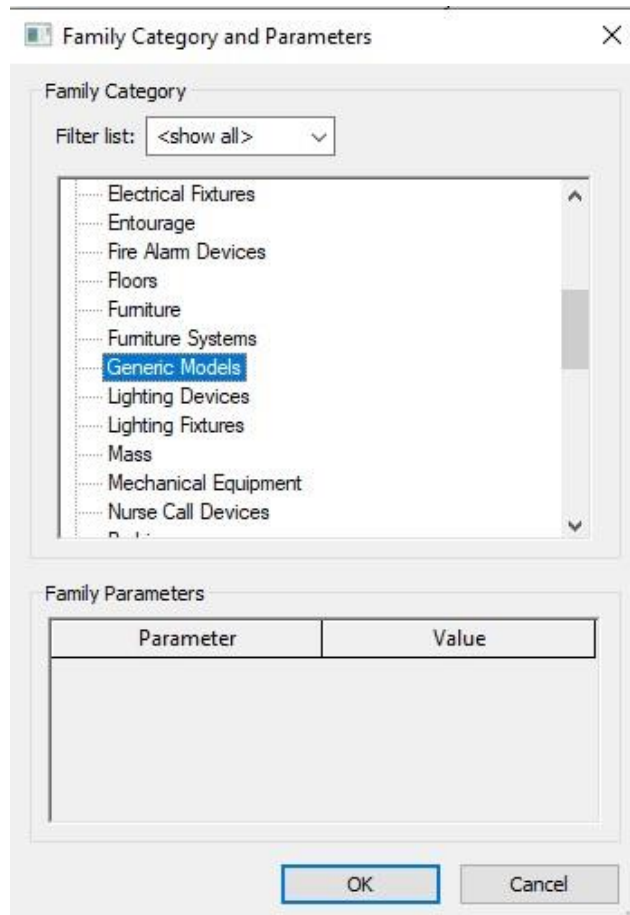 Family Category and Parameters
Family Category
Filter list: <show all>
Electrical Fixtures
Entourage
Fire Alarm Devices
Floors
Furniture
Furniture Systems
Generic Models
Lighting Devices
Lighting Fixtures
Mass
Mechanical Equipment
Nurse Call Devices
Family Parameters
Parameter Value
OK Cancel